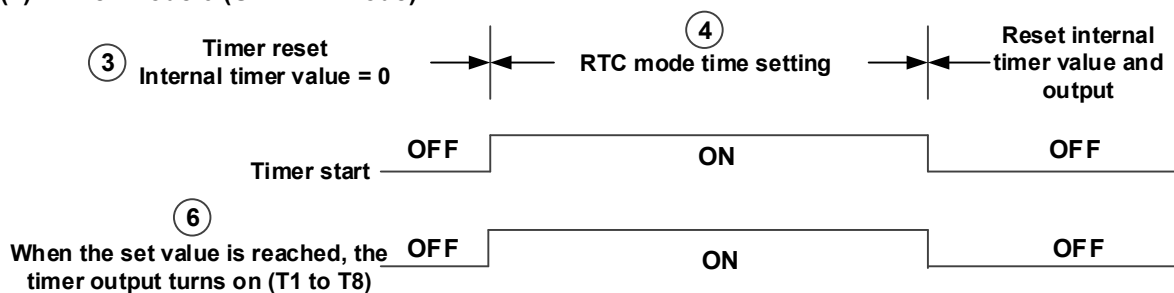 ③
Timer reset
Internal timer value = 0
④
RTC mode time setting
Reset internal
timer value and
output
Timer start
OFF
ON
OFF
⑥
When the set value is reached, the
timer output turns on (T1 to T8)
OFF
ON
OFF